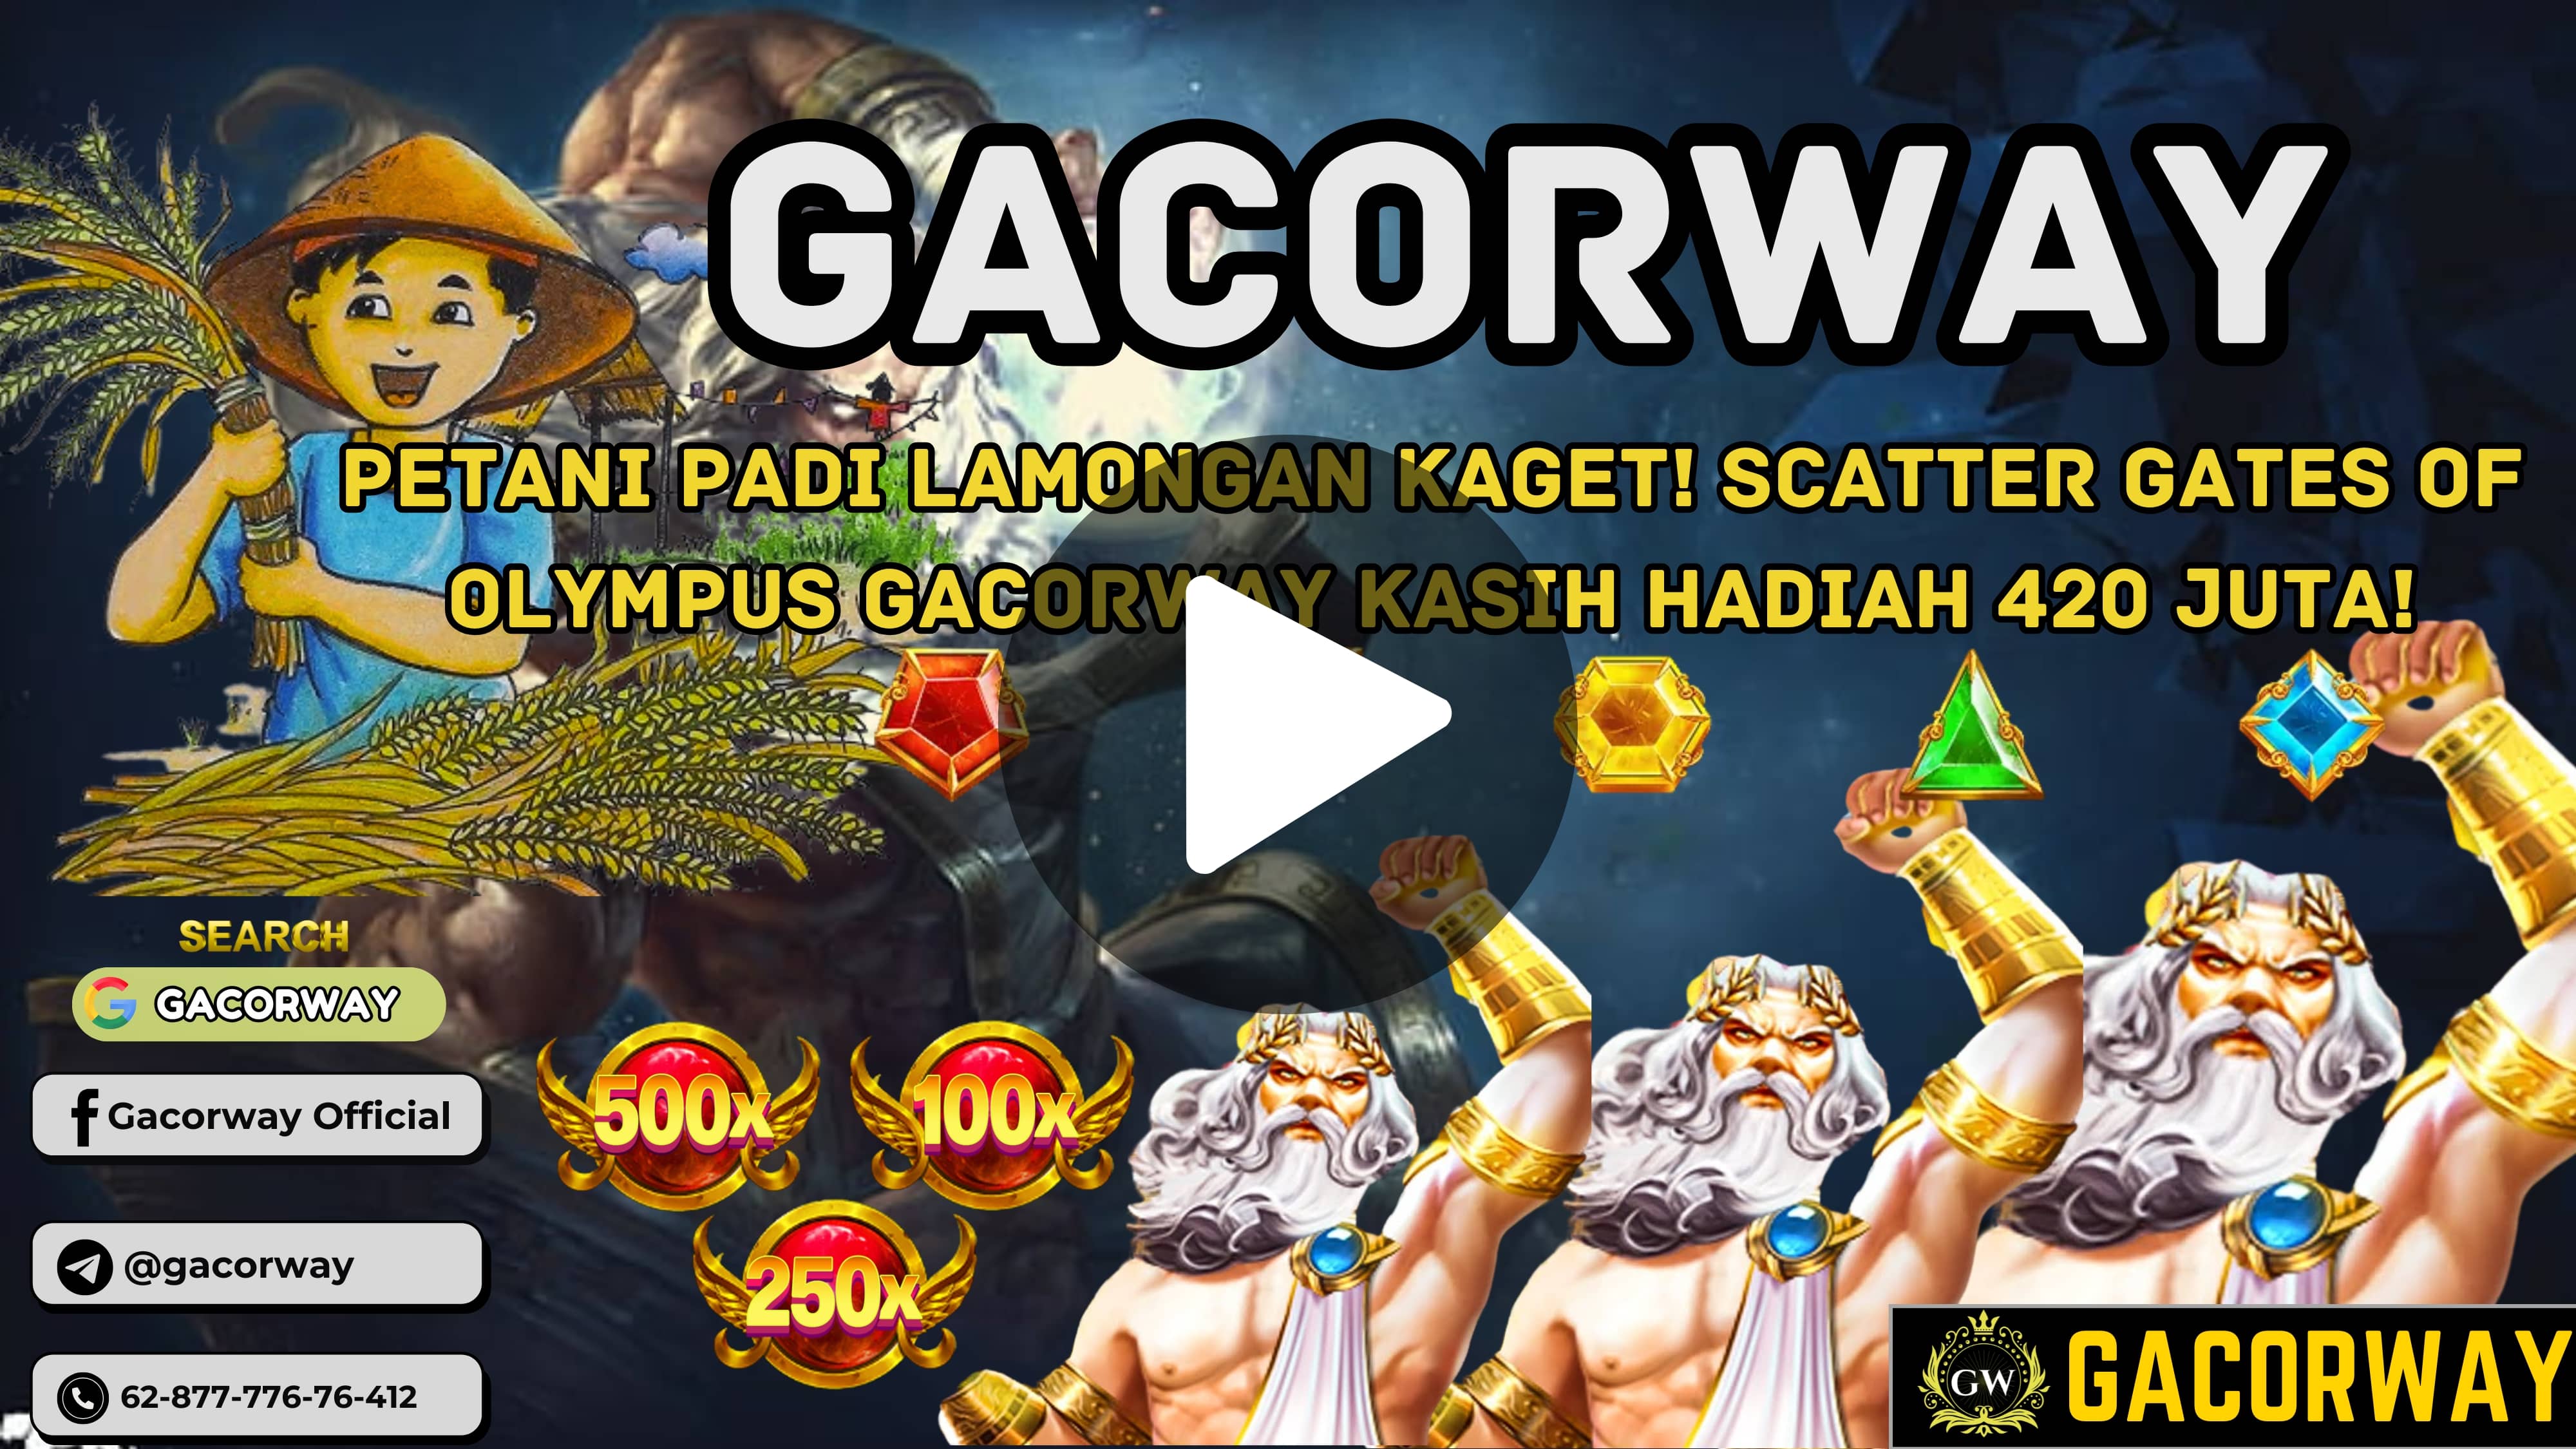 GACORWAY
PETANI PADI LAMONGAN KAGET! SCATTER GATES OF
OLYMPUS GACORWAY KASIH HADIAH 420 JUTA!
SEARCH
GACORWAY
Gacorway Official
@gacorway
62-877-776-76-412
500x
100x
250x
GW
GACORWAY